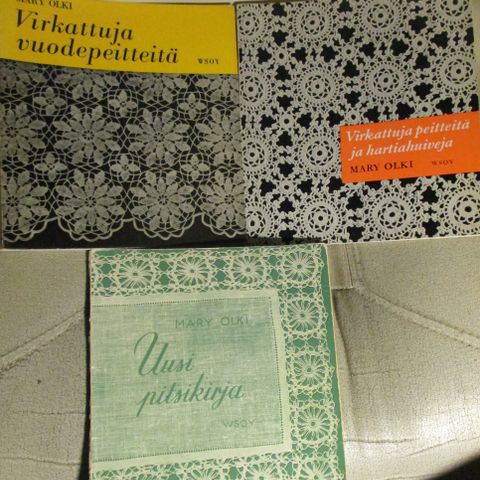 MARY OLKI
Virkattuja
vuodepeitteitä
WSOY
Virkattuja peitteitä
ja hartiahuiveja
MARY OLKI WSOY
MARY OLKI
Uusi
pitsikirja
WSOY